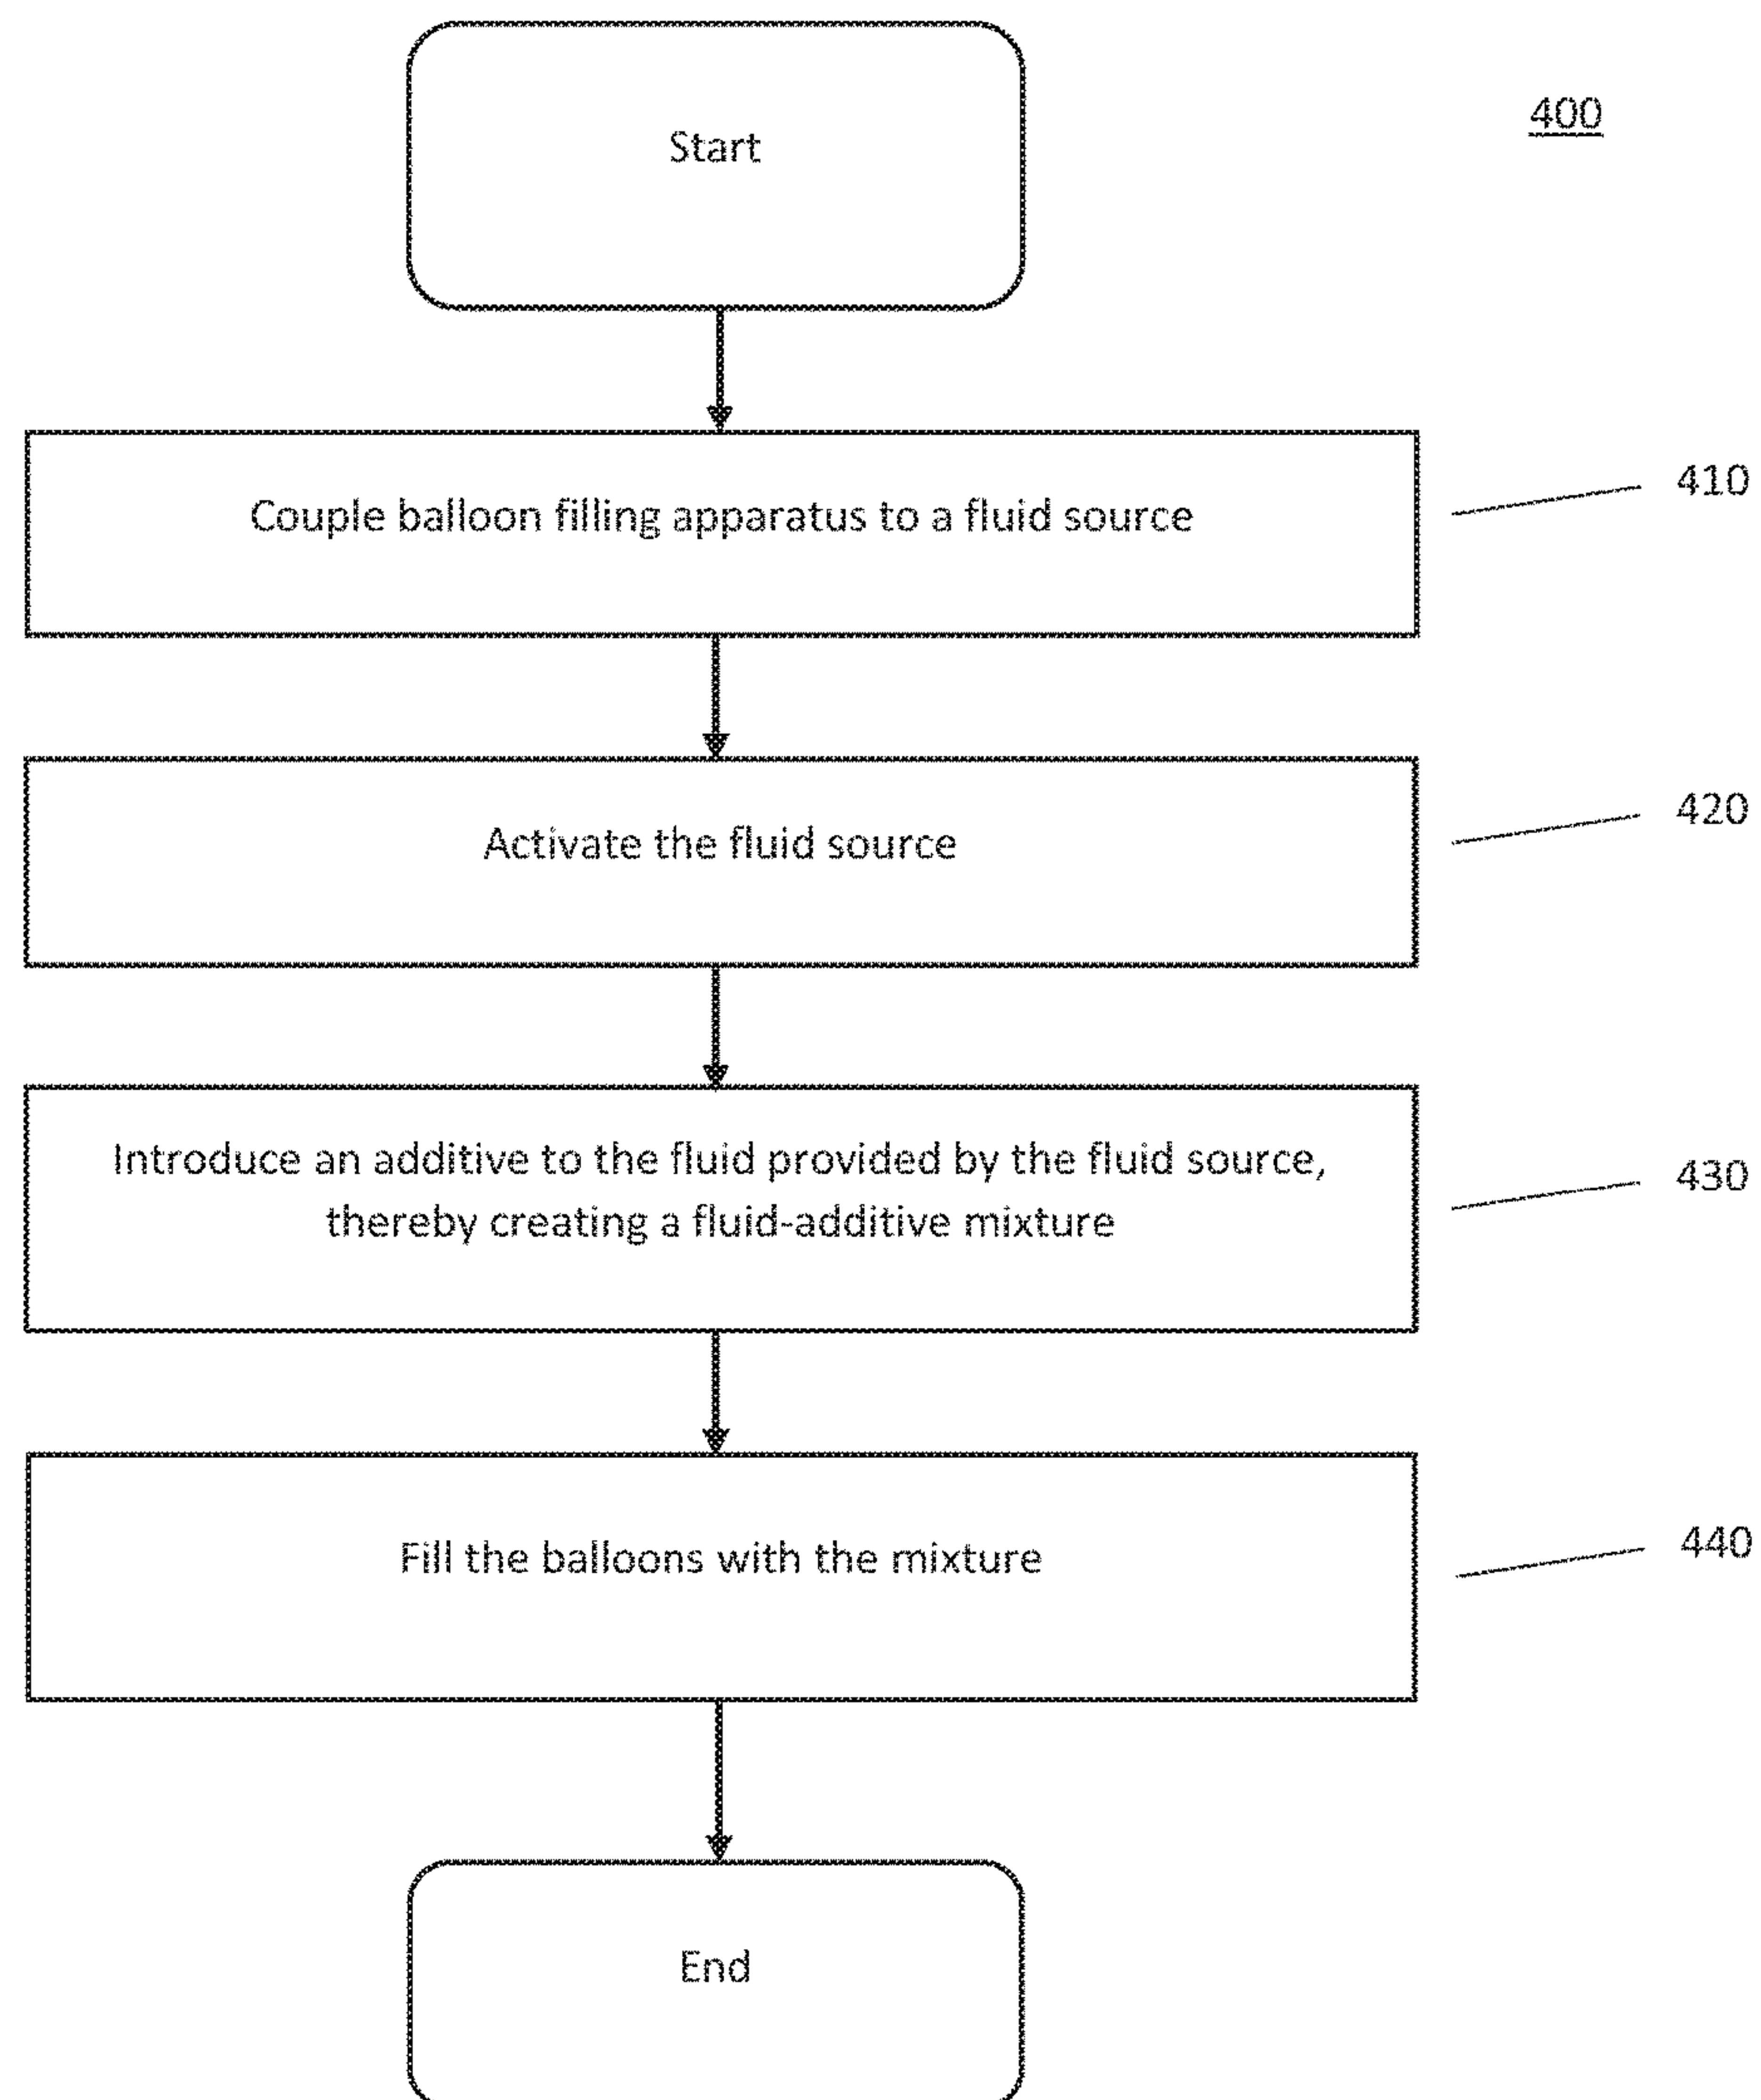 Start
400
Couple balloon filling apparatus to a fluid source
410
Activate the fluid source
420
Introduce an additive to the fluid provided by the fluid source,
thereby creating a fluid-additive mixture
430
Fill the balloons with the mixture
440
End